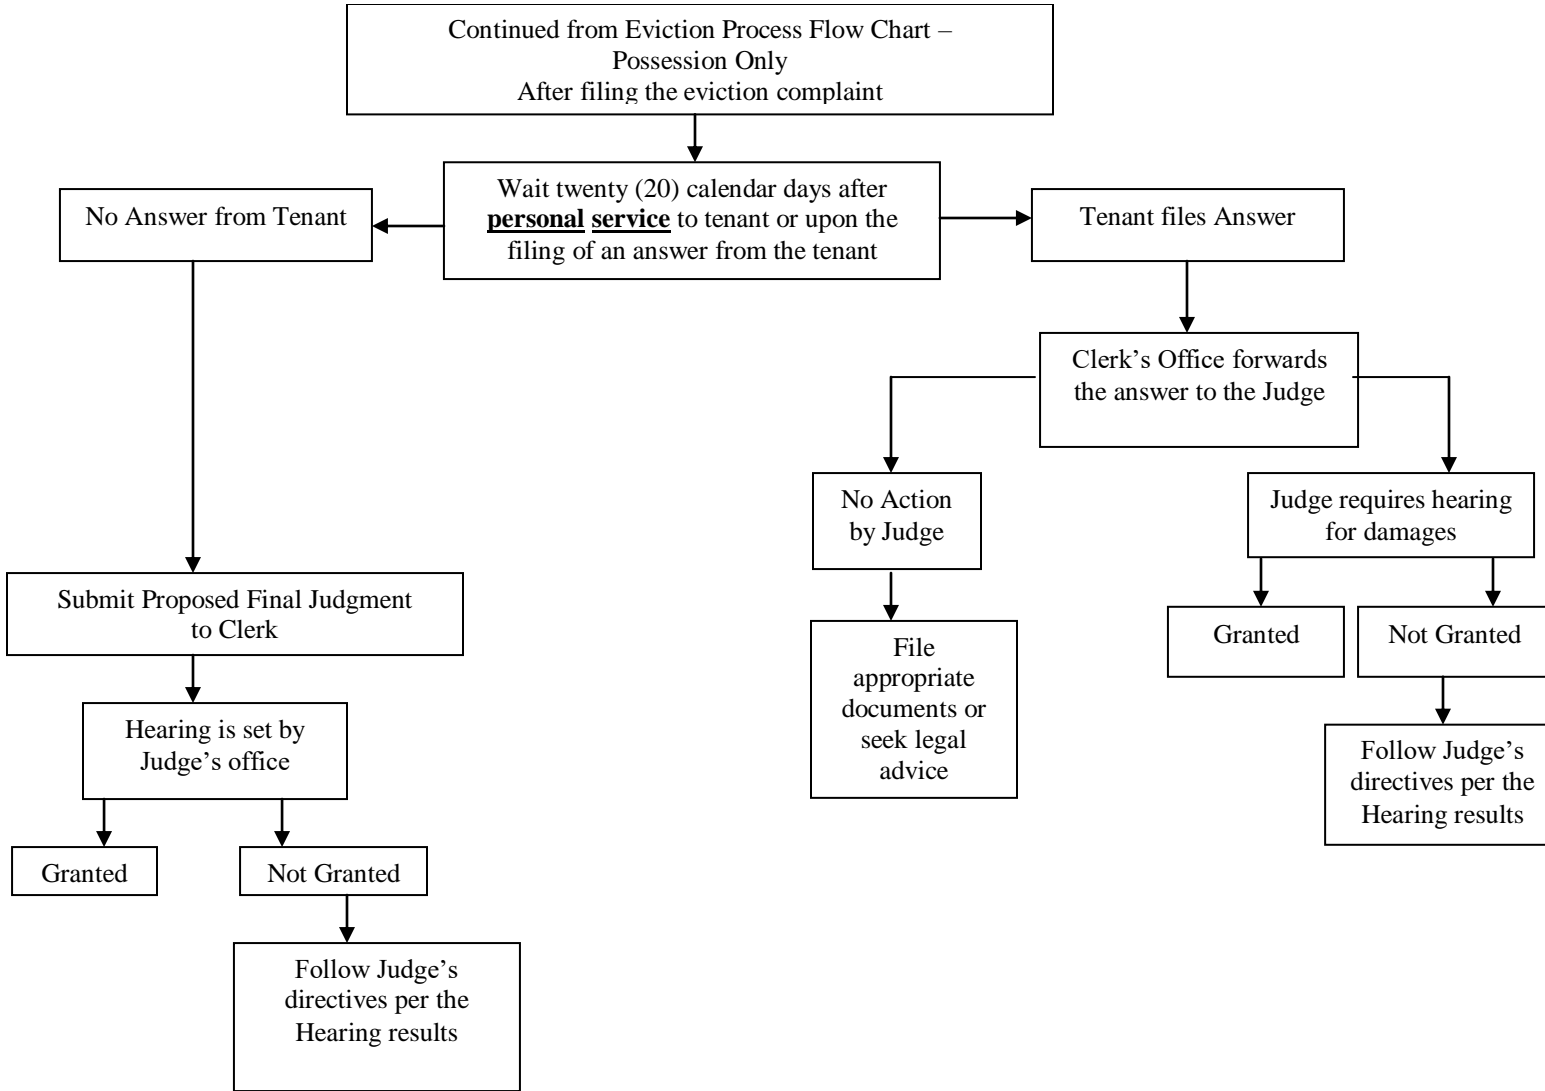 Continued from Eviction Process Flow Chart –
Possession Only
After filing the eviction complaint
Wait twenty (20) calendar days after
personal service to tenant or upon the
filing of an answer from the tenant
No Answer from Tenant
Tenant files Answer
Clerk’s Office forwards
the answer to the Judge
No Action
by Judge
Judge requires hearing
for damages
Submit Proposed Final Judgment
to Clerk
File
appropriate
documents or
seek legal
advice
Granted
Not Granted
Hearing is set by
Judge’s office
Follow Judge’s
directives per the
Hearing results
Granted
Not Granted
Follow Judge’s
directives per the
Hearing results